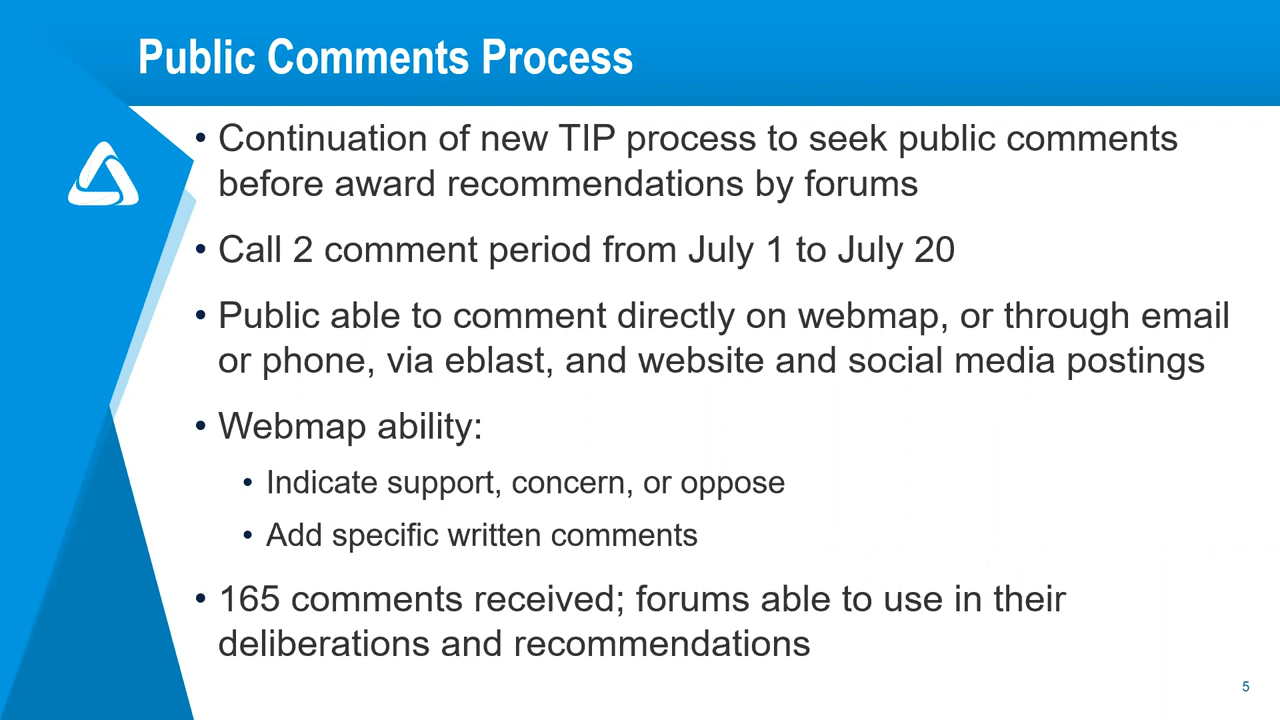 Public Comments Process
• Continuation of new TIP process to seek public comments
before award recommendations by forums
• Call 2 comment period from July 1 to July 20
• Public able to comment directly on webmap, or through email
or phone, via eblast, and website and social media postings
• Webmap ability:
• Indicate support, concern, or oppose
• Add specific written comments
• 165 comments received; forums able to use in their
deliberations and recommendations
5